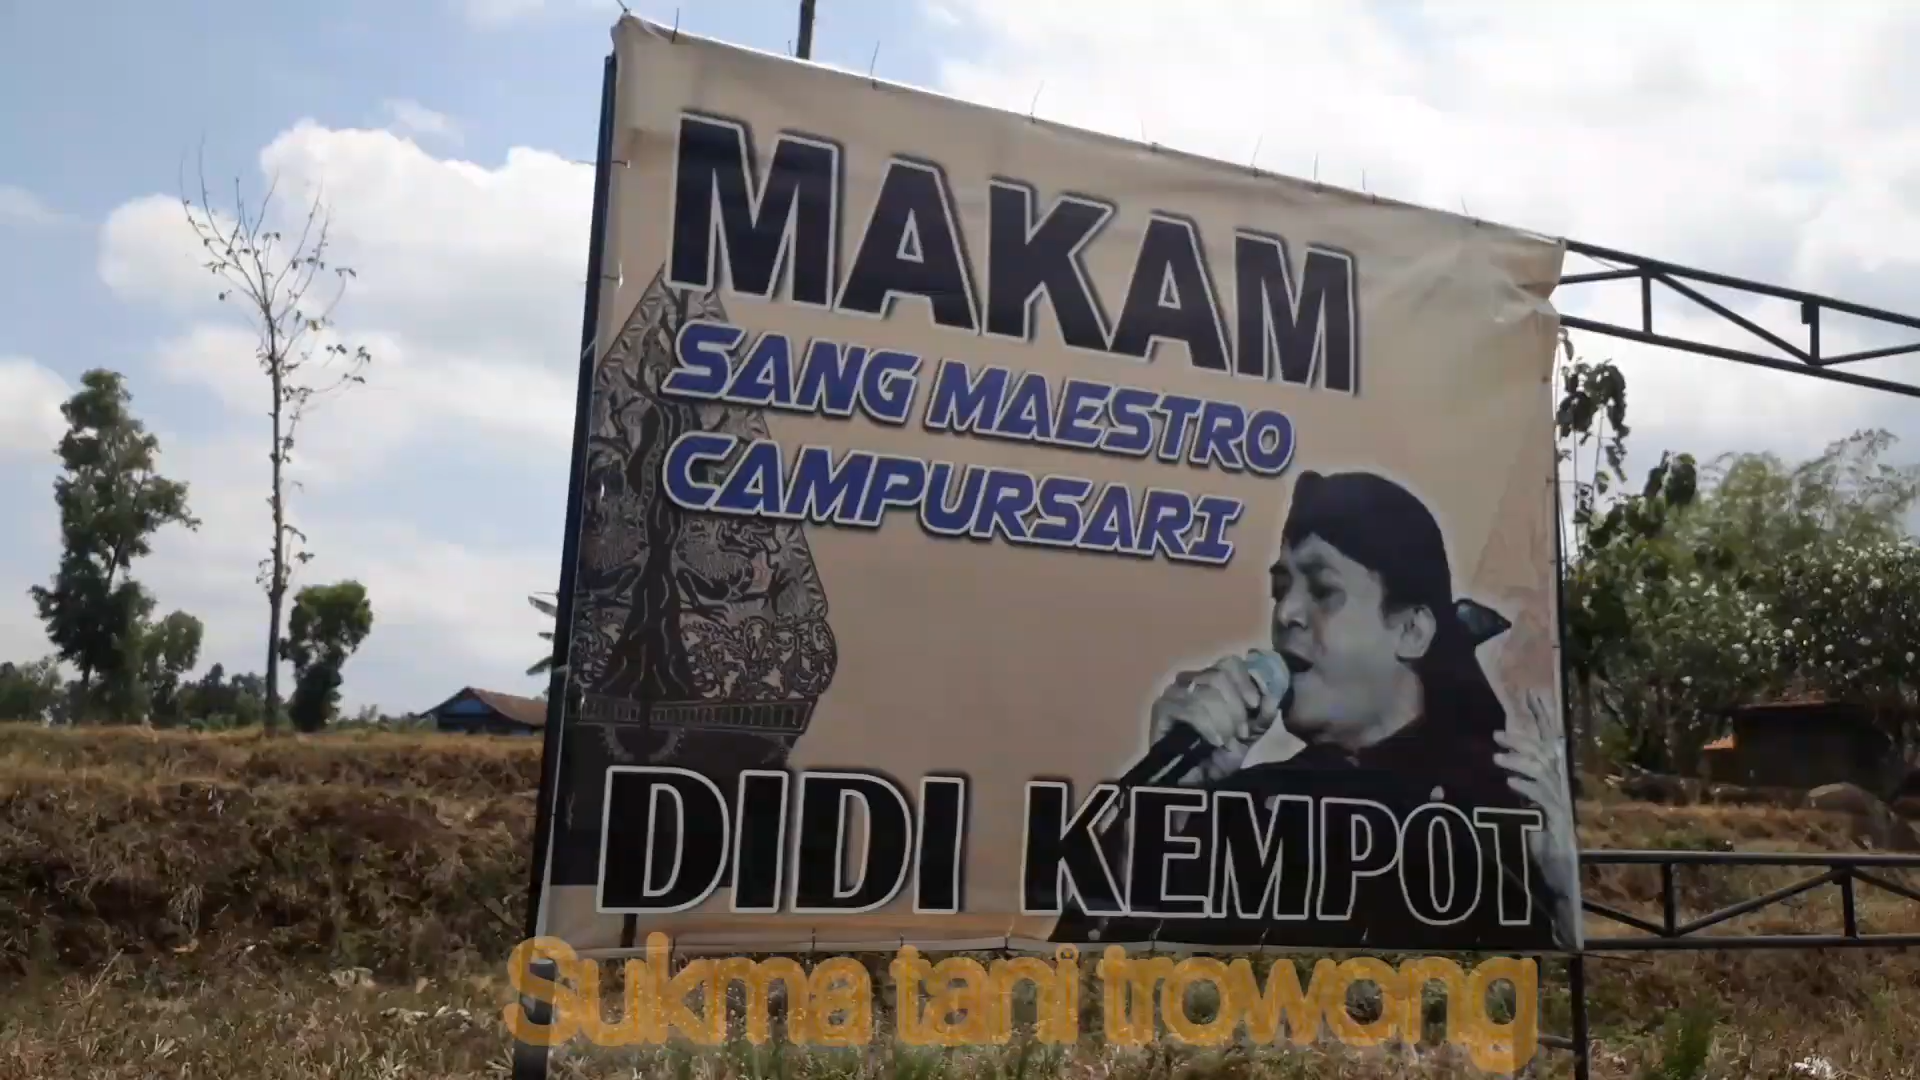 MAKAM
SANG MAESTRO
CAMPURSARI
DIDI KEMPOT
Sukma tani trowong